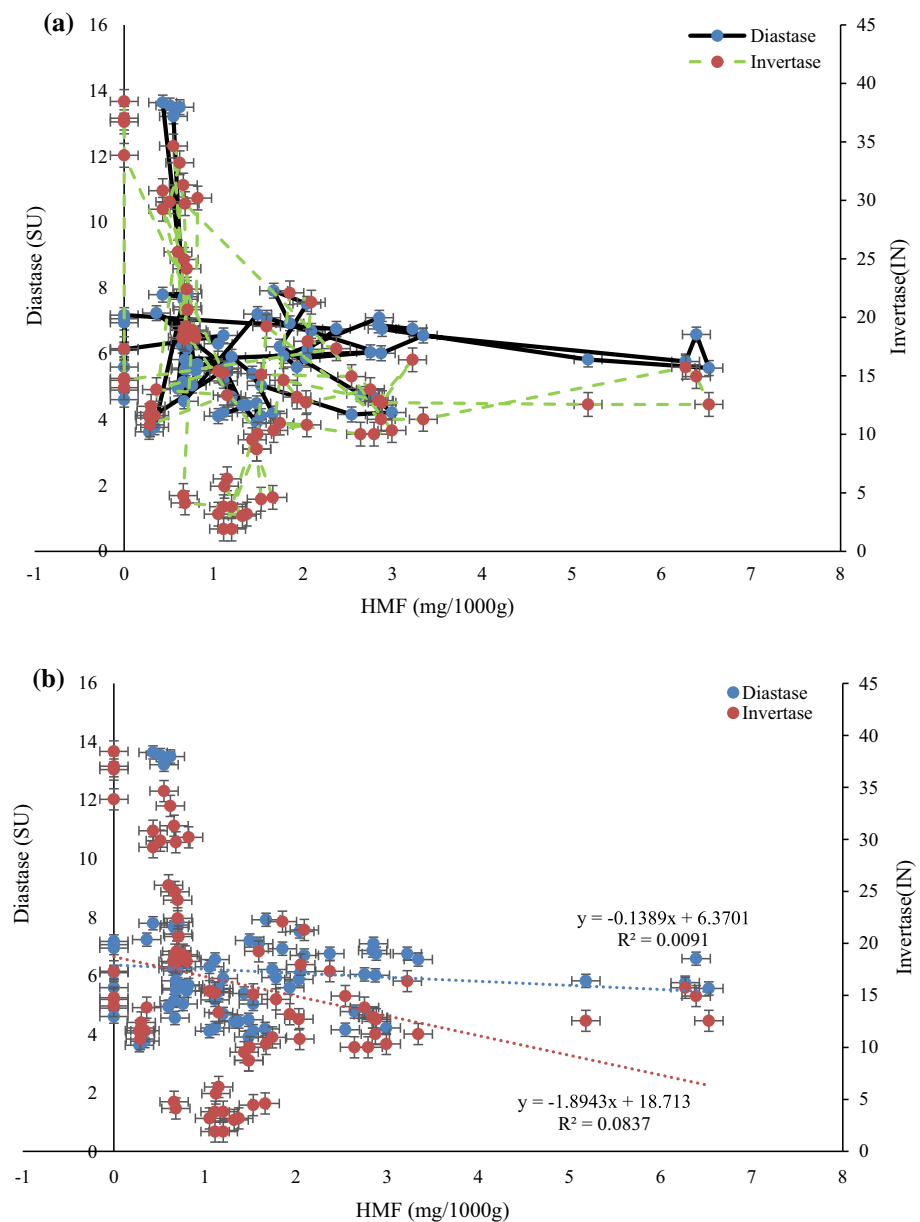 (a)
Diastase
Invertase
16
14
12
10
8
6
4
2
0
45
40
35
30
25
20
15
10
5
0
Diastase (SU)
Invertase(IN)
-1 0 1 2 3 4 5 6 7 8
HMF (mg/1000g)
(b)
Diastase
Invertase
16
14
12
10
8
6
4
2
0
45
40
35
30
25
20
15
10
5
0
Diastase (SU)
Invertase(IN)
y = -0.1389x + 6.3701
R² = 0.0091
y = -1.8943x + 18.713
R² = 0.0837
-1 0 1 2 3 4 5 6 7 8
HMF (mg/1000g)